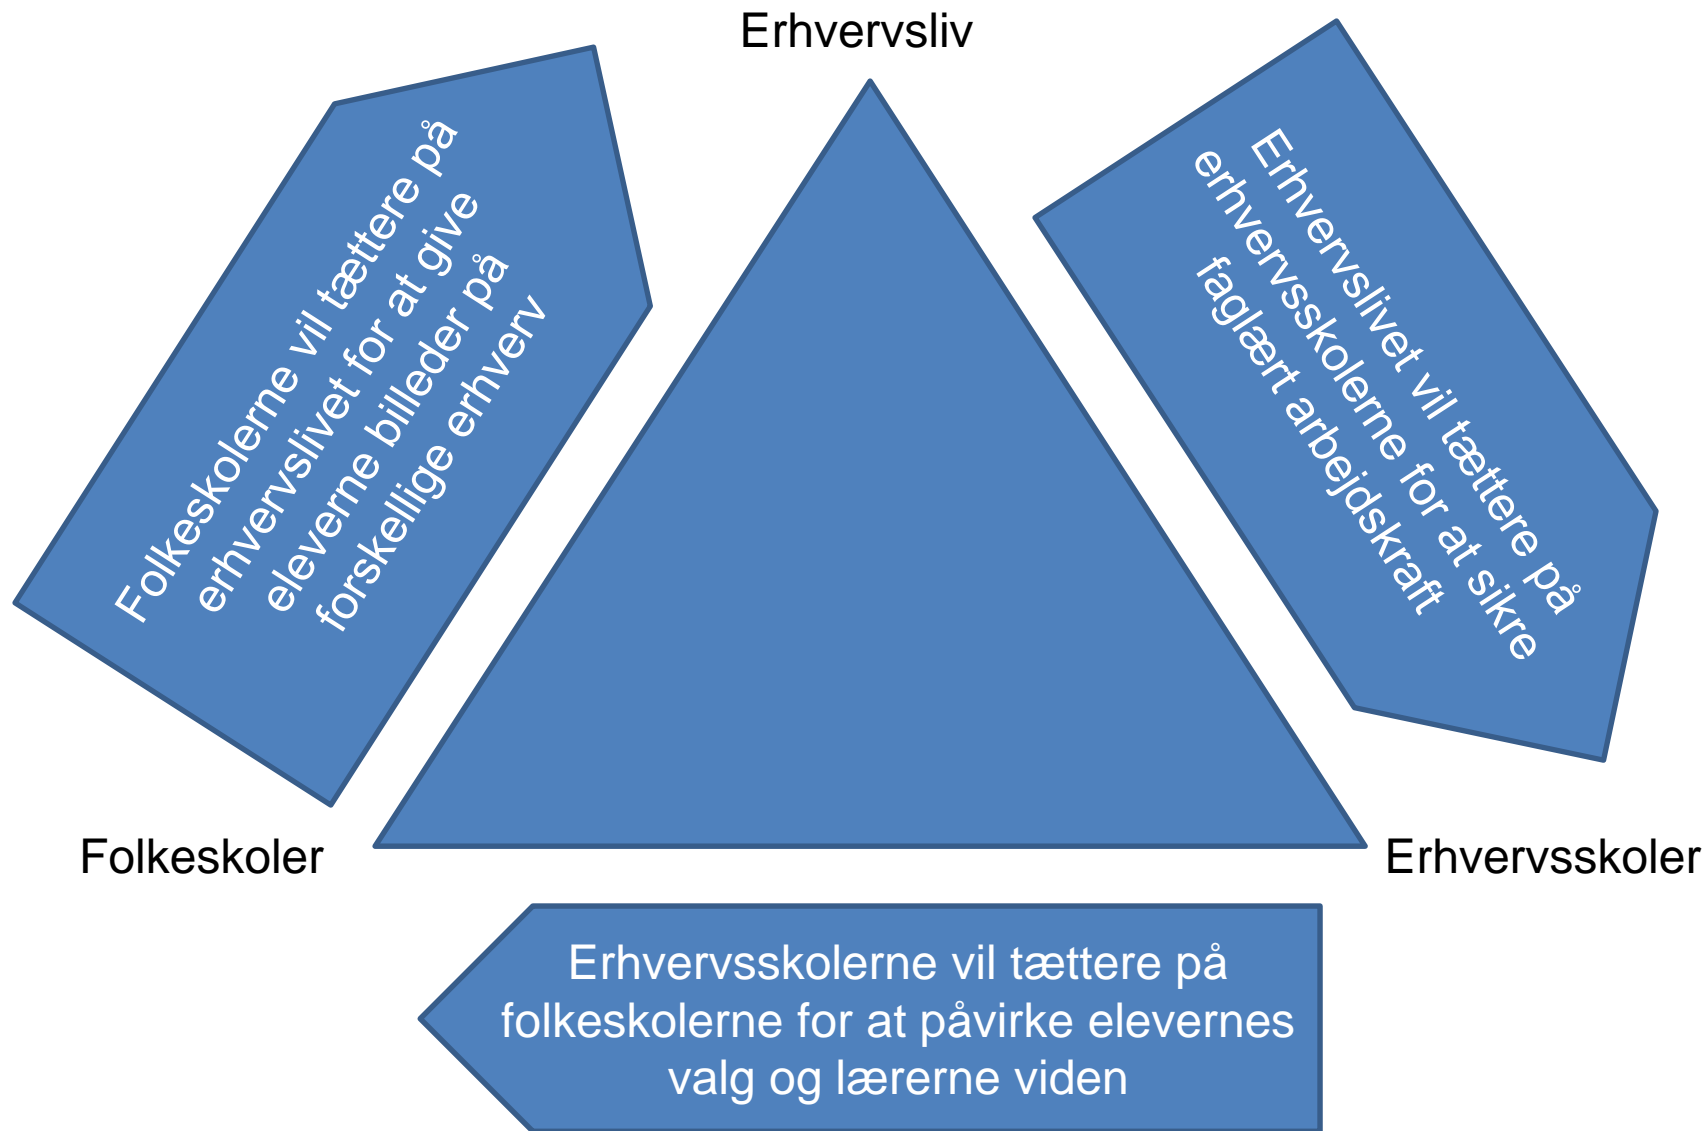 Erhvervsliv
Folkeskolerne vil tættere på
erhvervslivet for at give
eleverne billeder på
forskellige erhverv
Erhvervslivet vil tættere på
erhvervsskolerne for at sikre
faglært arbejdskraft
Folkeskoler
Erhvervsskoler
Erhvervsskolerne vil tættere på
folkeskolerne for at påvirke elevernes
valg og lærerne viden